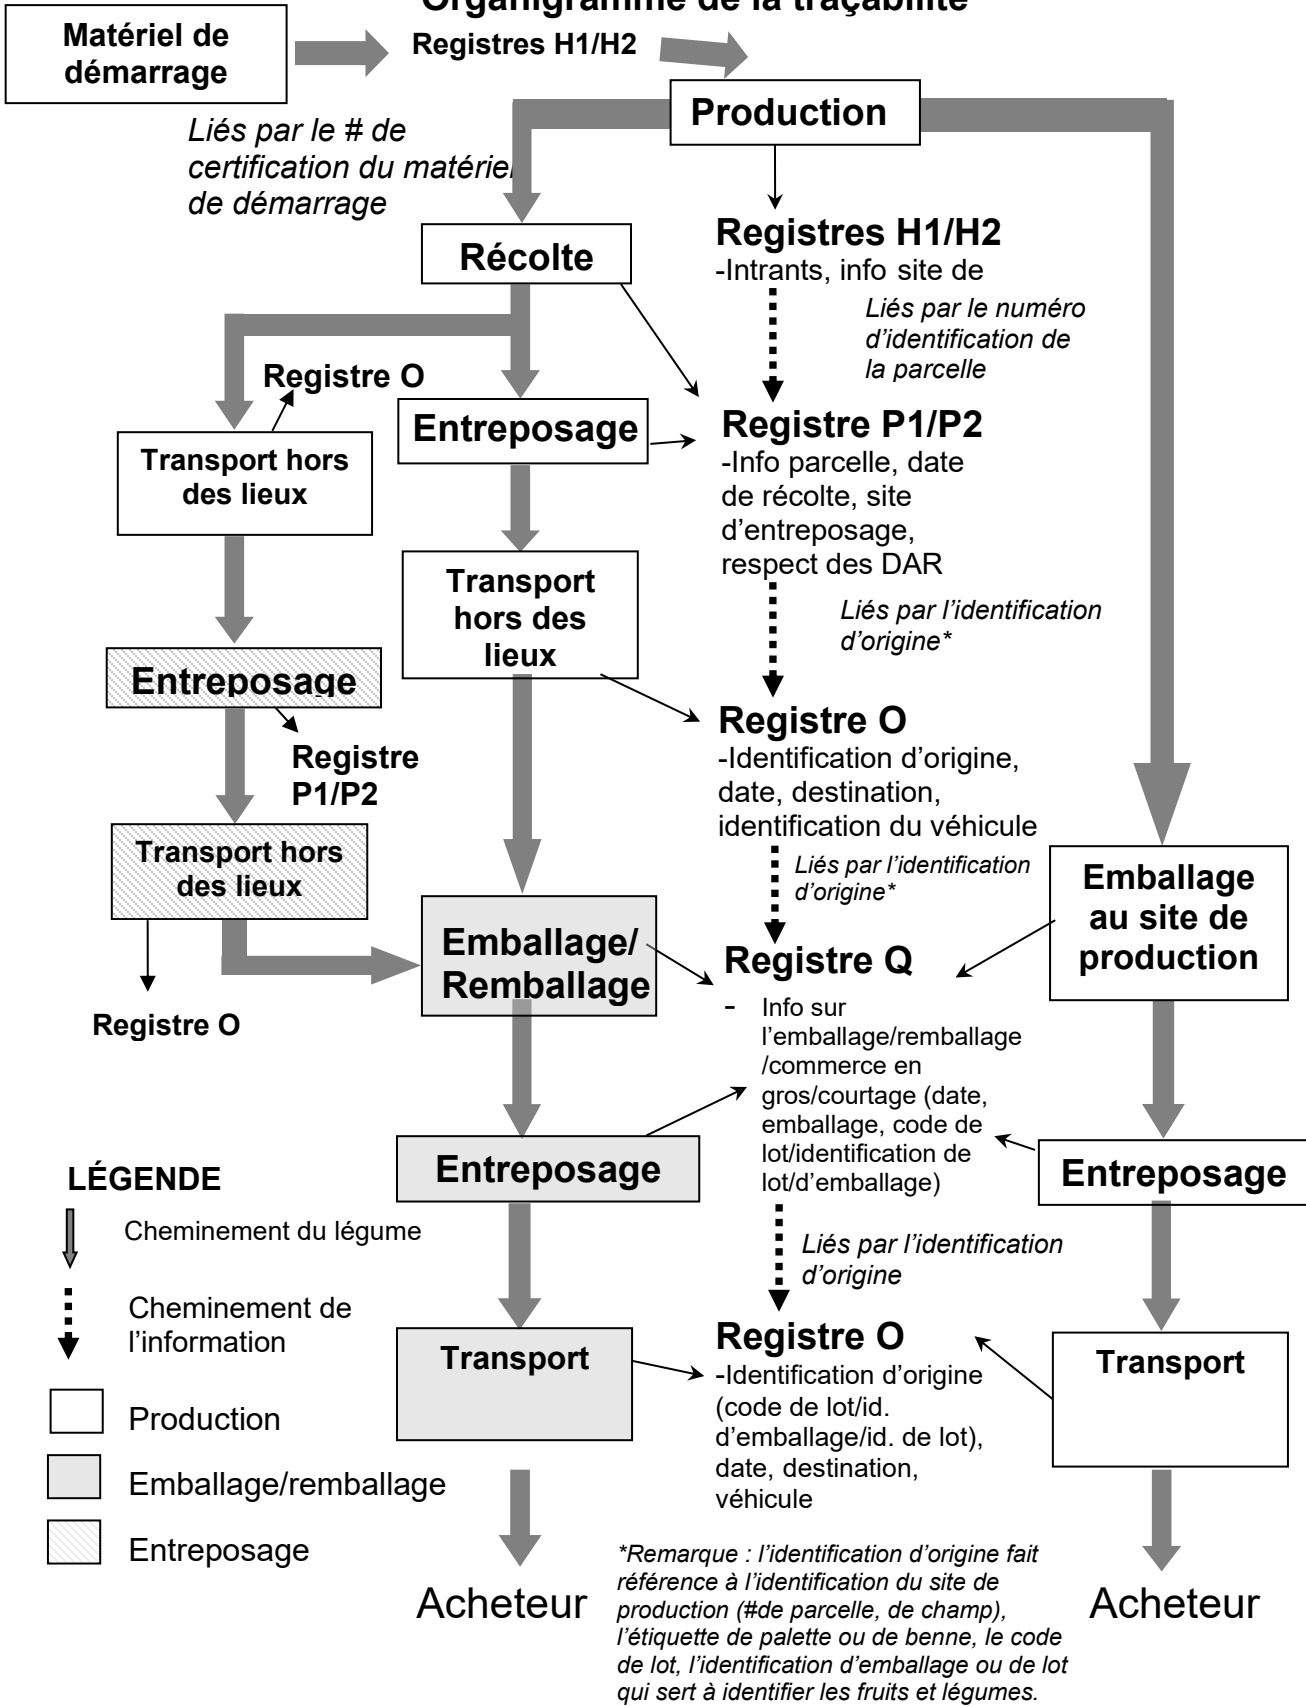 Organigramme de la traçabilité
Matériel de
démarrage
Registres H1/H2
Production
Liés par le # de
certification du matériel
de démarrage
Registres H1/H2
-Intrants, info site de
Récolte
Liés par le numéro
d’identification de
la parcelle
Registre O
Entreposage
Registre P1/P2
-Info parcelle, date
de récolte, site
d’entreposage,
respect des DAR
Transport hors
des lieux
Transport
hors des
lieux
Liés par l’identification
d’origine*
Entreposage
Registre
P1/P2
Registre O
-Identification d’origine,
date, destination,
identification du véhicule
Transport hors
des lieux
Liés par l’identification
d’origine*
Emballage
au site de
production
Emballage/
Remballage
Registre Q
- Info sur
l’emballage/remballage
/commerce en
gros/courtage (date,
emballage, code de
lot/identification de
lot/d’emballage)
Registre O
Entreposage
Entreposage
LÉGENDE
Cheminement du légume
Cheminement de
l’information
Production
Emballage/remballage
Entreposage
Liés par l’identification
d’origine
Transport
Registre O
-Identification d’origine
(code de lot/id.
d’emballage/id. de lot),
date, destination,
véhicule
Transport
Acheteur
*Remarque : l’identification d’origine fait
référence à l’identification du site de
production (#de parcelle, de champ),
l’étiquette de palette ou de benne, le code
de lot, l’identification d’emballage ou de lot
qui sert à identifier les fruits et légumes.
Acheteur